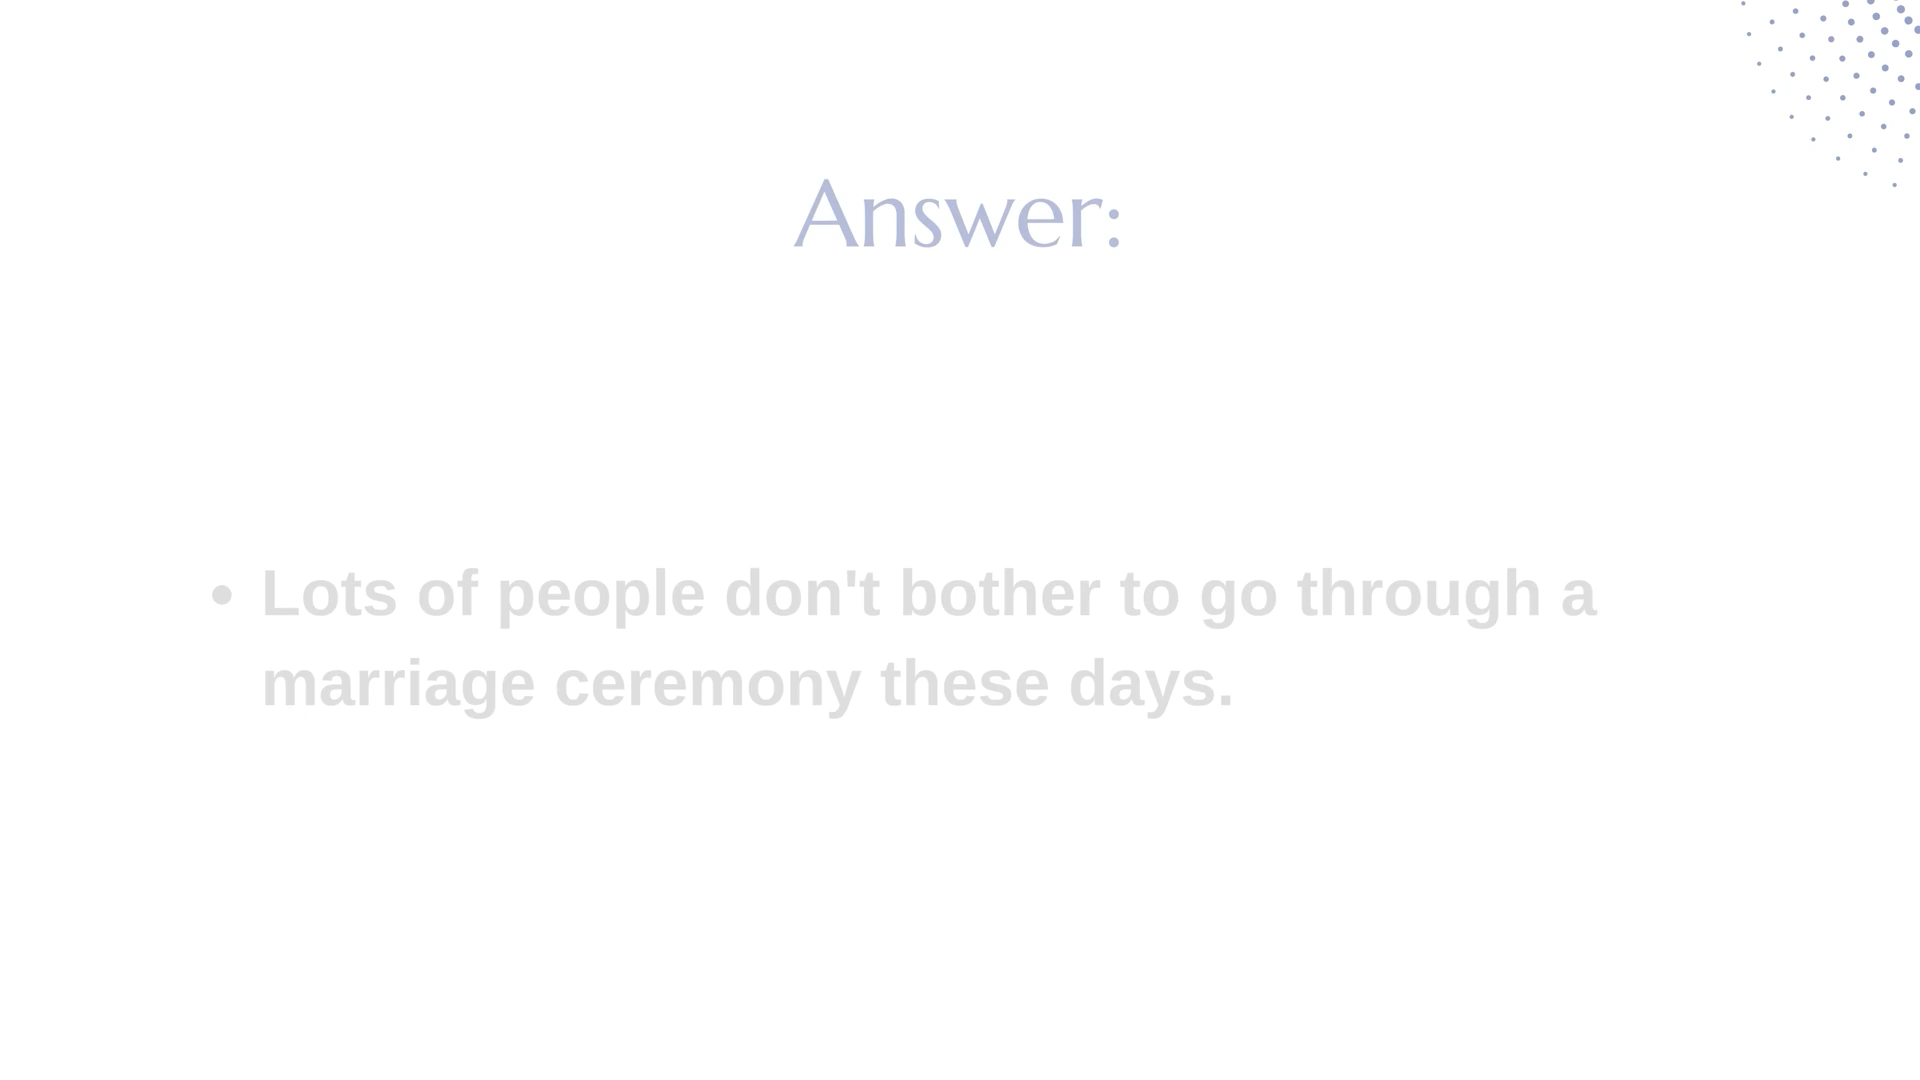 Answer:
• Lots of people don't bother to go through a
marriage ceremony these days.